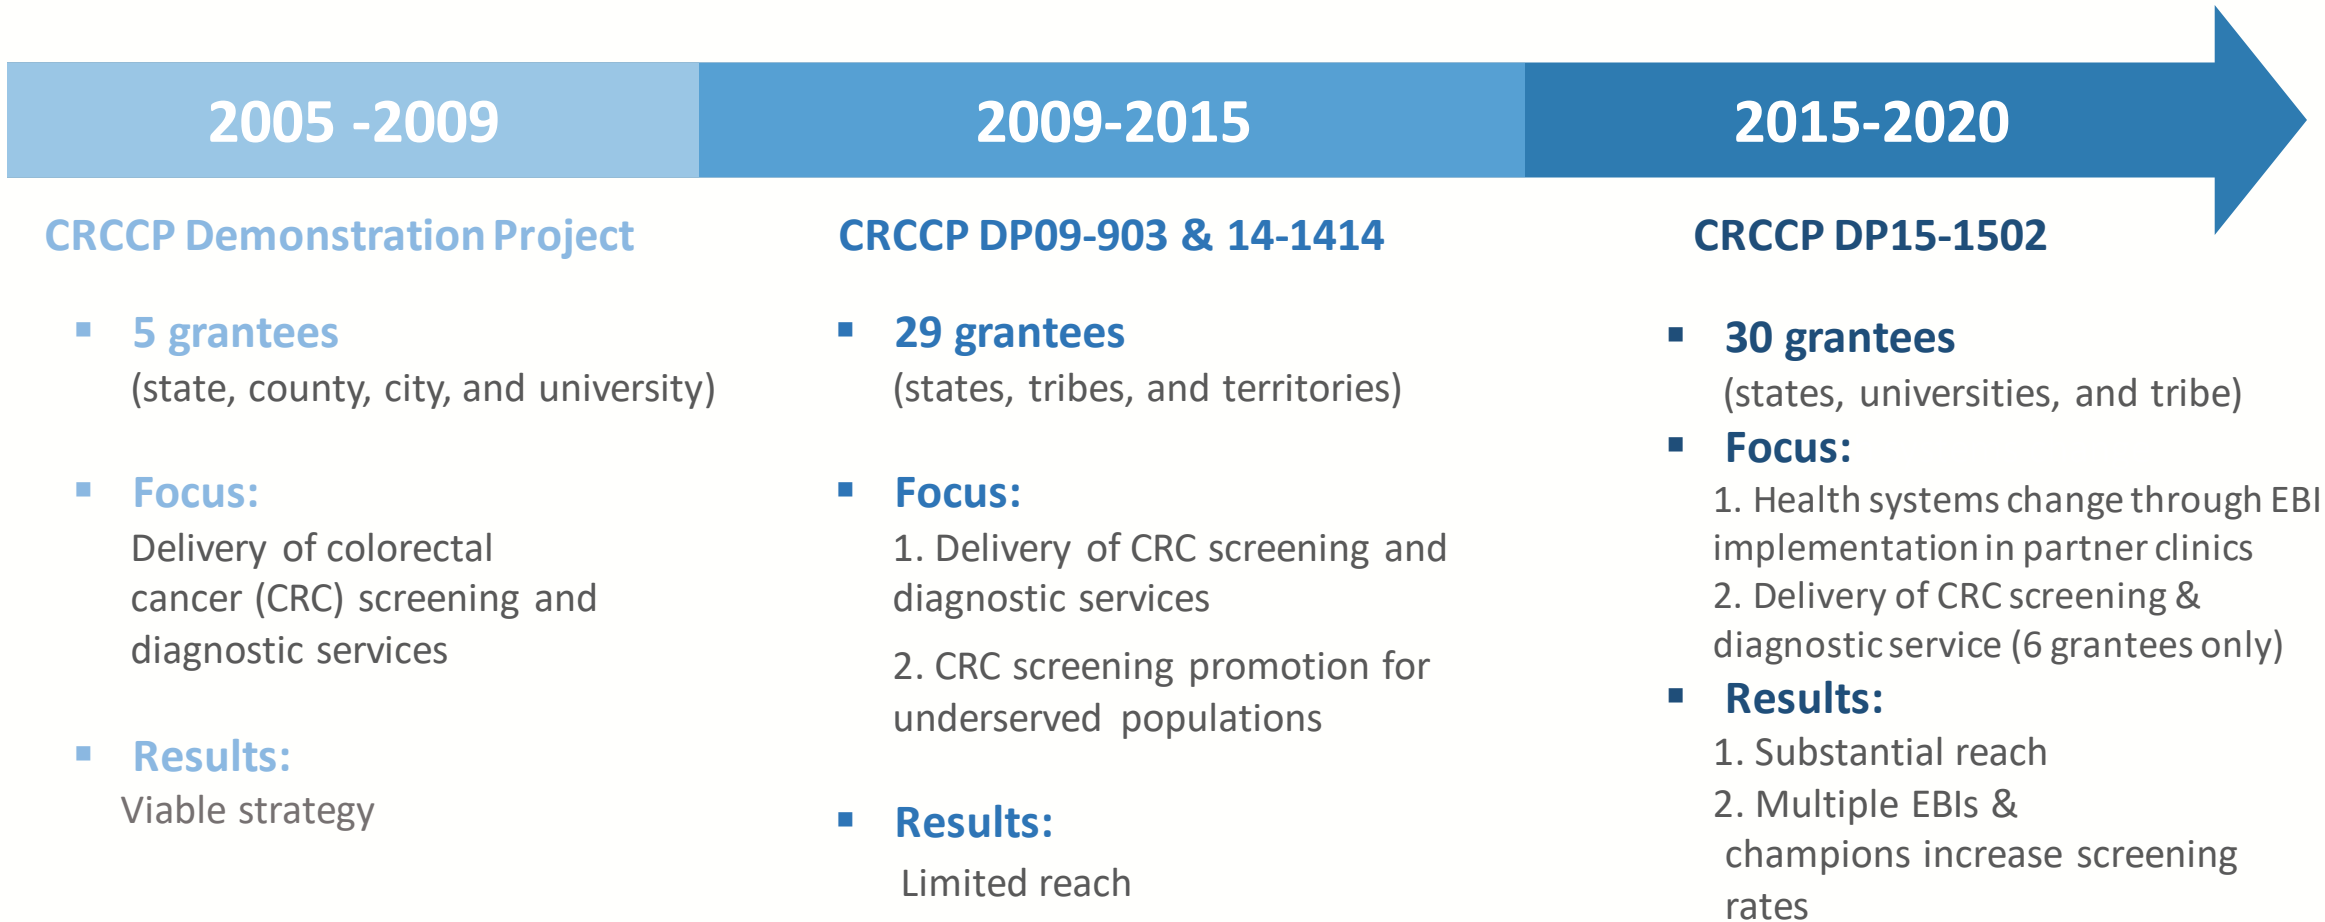 2005 -2009
2009-2015
2015-2020
CRCCP Demonstration Project
▪ 5 grantees
(state, county, city, and university)
▪ Focus:
Delivery of colorectal
cancer (CRC) screening and
diagnostic services
▪ Results:
Viable strategy
CRCCP DP09-903 & 14-1414
▪ 29 grantees
(states, tribes, and territories)
▪ Focus:
1. Delivery of CRC screening and
diagnostic services
2. CRC screening promotion for
underserved populations
▪ Results:
Limited reach
CRCCP DP15-1502
▪ 30 grantees
(states, universities, and tribe)
▪ Focus:
1. Health systems change through EBI
implementation in partner clinics
2. Delivery of CRC screening &
diagnostic service (6 grantees only)
▪ Results:
1. Substantial reach
2. Multiple EBIs &
champions increase screening
rates